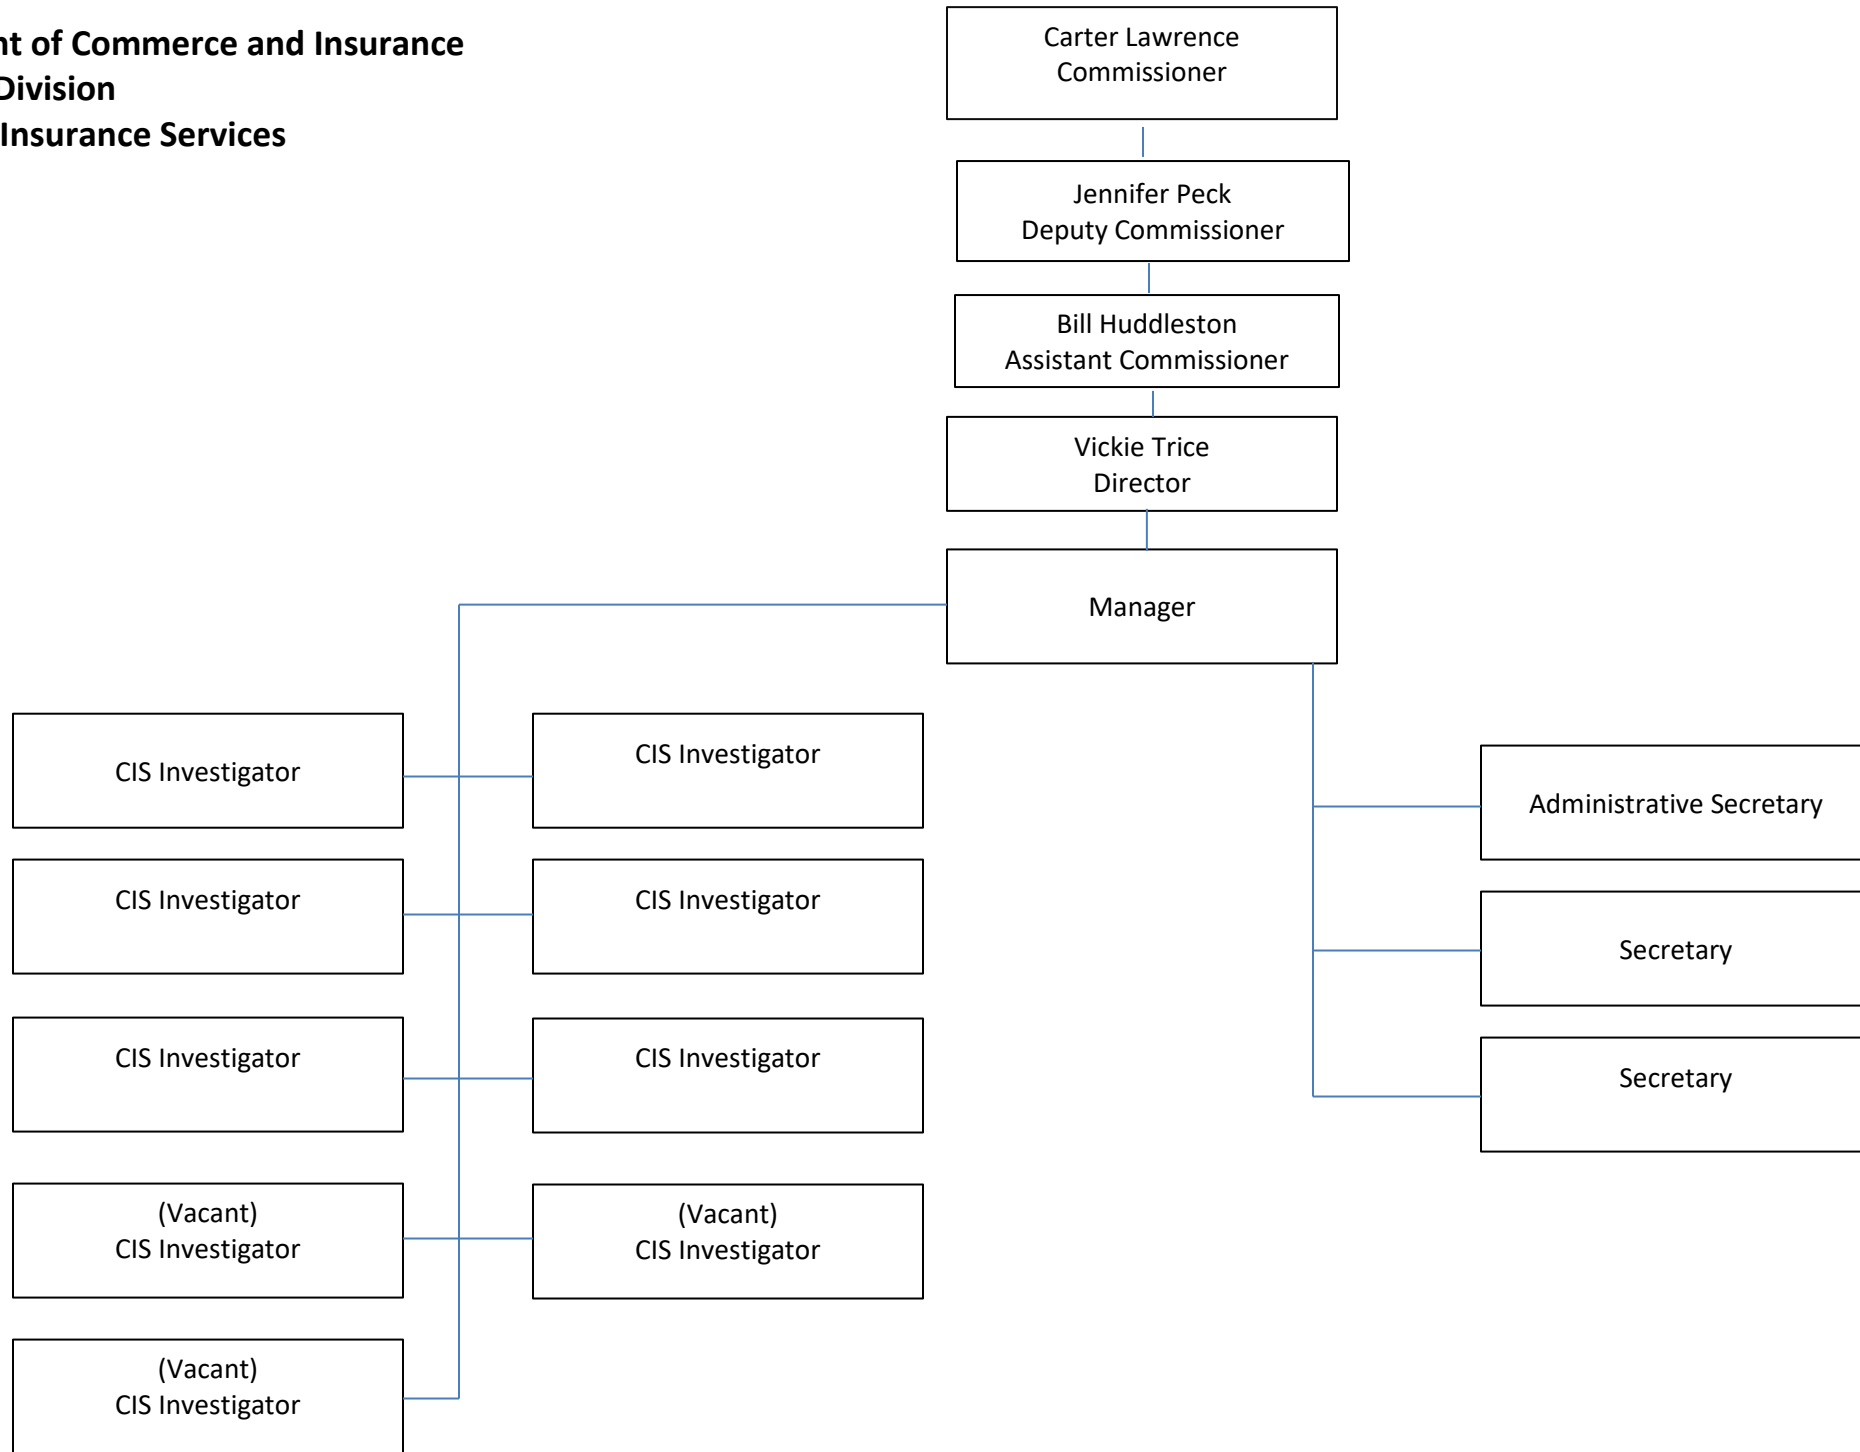 of Commerce and Insurance
Division
Insurance Services
Carter Lawrence
Commissioner
Jennifer Peck
Deputy Commissioner
Bill Huddleston
Assistant Commissioner
Vickie Trice
Director
Manager
CIS Investigator
CIS Investigator
Administrative Secretary
CIS Investigator
CIS Investigator
Secretary
CIS Investigator
CIS Investigator
Secretary
(Vacant)
CIS Investigator
(Vacant)
CIS Investigator
(Vacant)
CIS Investigator